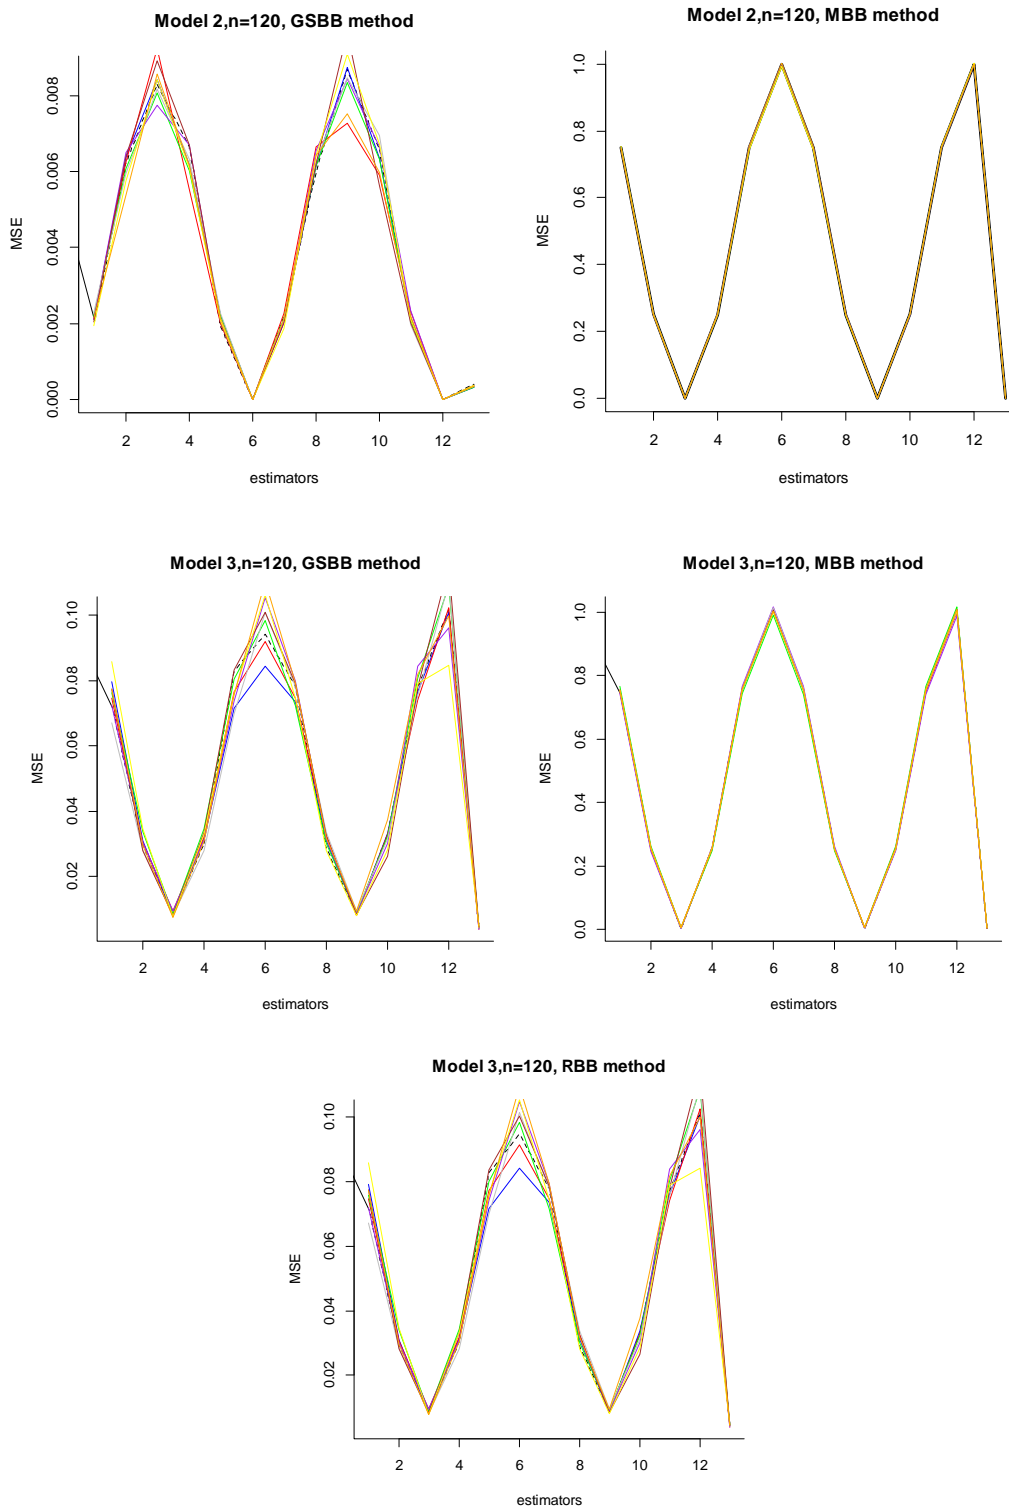 Model 2,n=120, GSBB method
MSE
0.000 0.002 0.004 0.006 0.008
2 4 6 8 10 12
estimators
Model 2,n=120, MBB method
MSE
0.0 0.2 0.4 0.6 0.8 1.0
2 4 6 8 10 12
estimators
Model 3,n=120, GSBB method
MSE
0.02 0.04 0.06 0.08 0.10
2 4 6 8 10 12
estimators
Model 3,n=120, MBB method
MSE
0.0 0.2 0.4 0.6 0.8 1.0
2 4 6 8 10 12
estimators
Model 3,n=120, RBB method
MSE
0.02 0.04 0.06 0.08 0.10
2 4 6 8 10 12
estimators